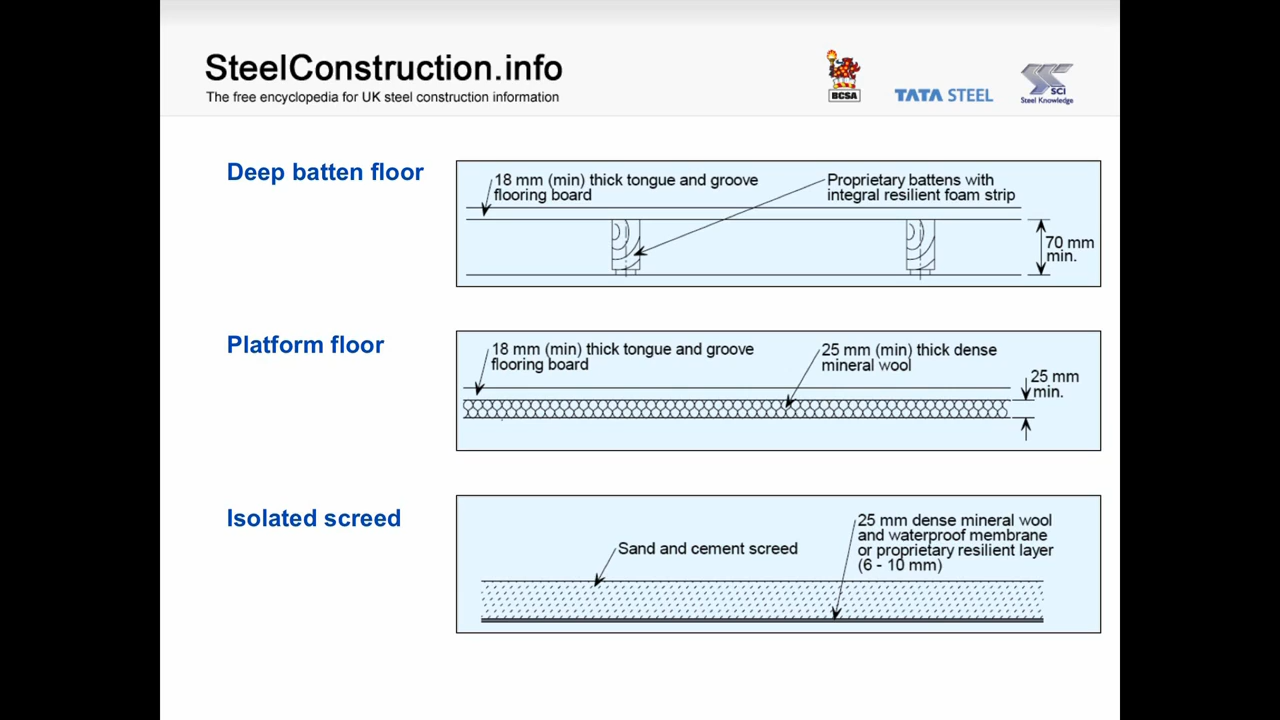 SteelConstruction.info
The free encyclopedia for UK steel construction information
BCSA
TATA STEEL
SCI
Steel Knowledge
Deep batten floor
18 mm (min) thick tongue and groove
flooring board
Proprietary battens with
integral resilient foam strip
70 mm
min.
Platform floor
18 mm (min) thick tongue and groove
flooring board
25 mm (min) thick dense
mineral wool
25 mm
min.
Isolated screed
Sand and cement screed
25 mm dense mineral wool
and waterproof membrane
or proprietary resilient layer
(6 - 10 mm)